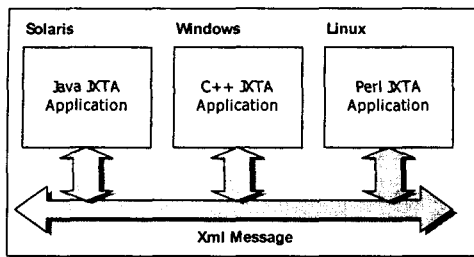 Solaris Windows Linux
Java JXTA C++ JXTA Perl JXTA
Application Application Application
Xml Message